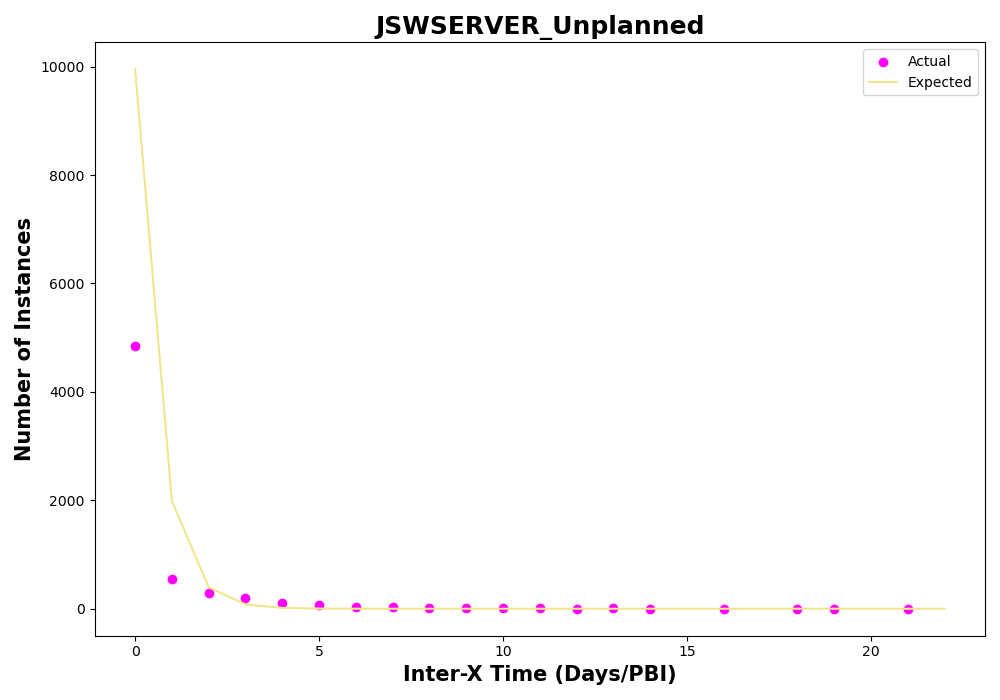 JSWSERVER_Unplanned
Actual
Expected
Number of Instances
10000
8000
6000
4000
2000
0
0 5 10 15 20
Inter-X Time (Days/PBI)